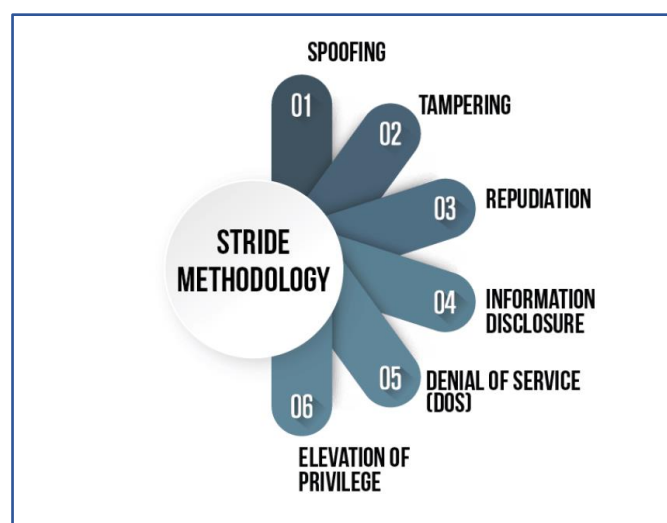 SPOOFING
01
TAMPERING
02
REPUDIATION
03
STRIDE
METHODOLOGY
INFORMATION
DISCLOSURE
04
DENIAL OF SERVICE
(DOS)
05
06
ELEVATION OF
PRIVILEGE